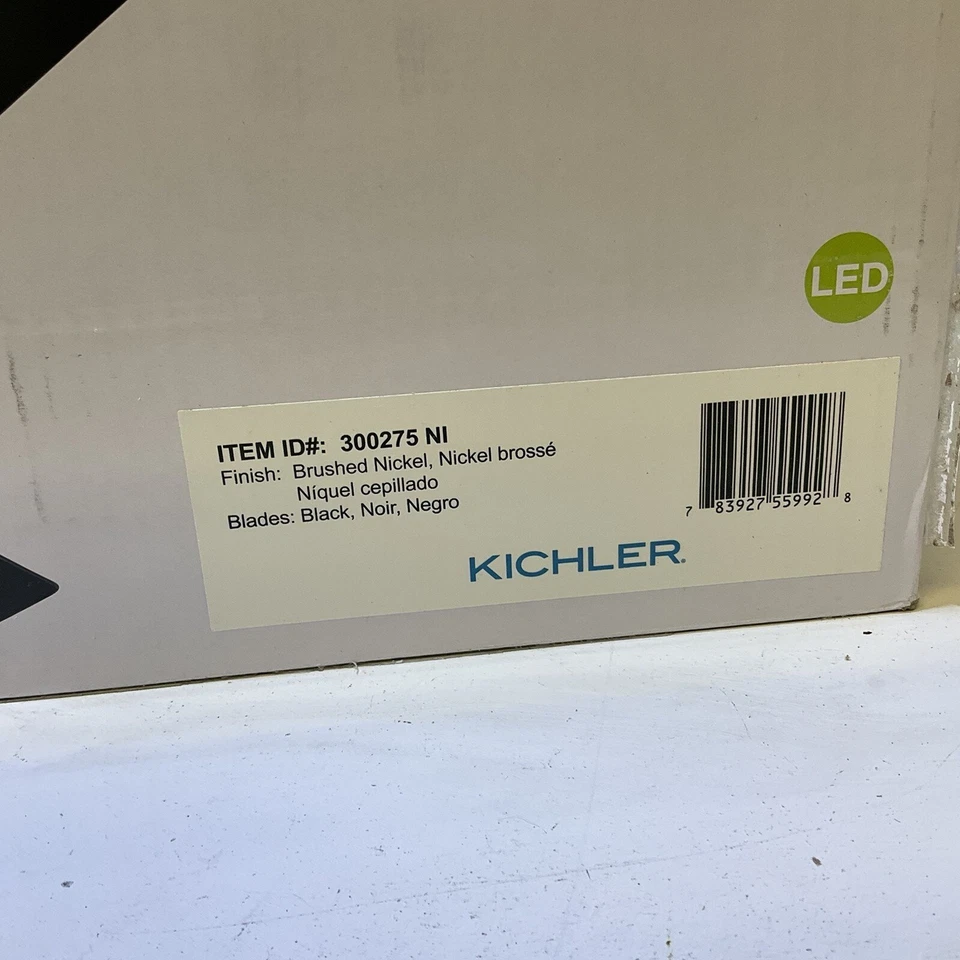 LED
ITEM ID#: 300275 NI
Finish: Brushed Nickel, Nickel brossé
Níquel cepillado
Blades: Black, Noir, Negro
7 83927 55992 8
KICHLER®